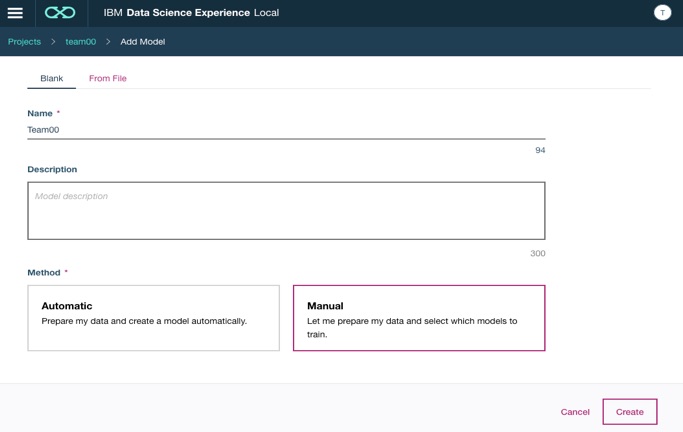 IBM Data Science Experience Local
T
Projects > team00 > Add Model
Blank From File
Name *
Team00
94
Description
Model description
300
Method *
Automatic
Prepare my data and create a model automatically.
Manual
Let me prepare my data and select which models to
train.
Cancel Create